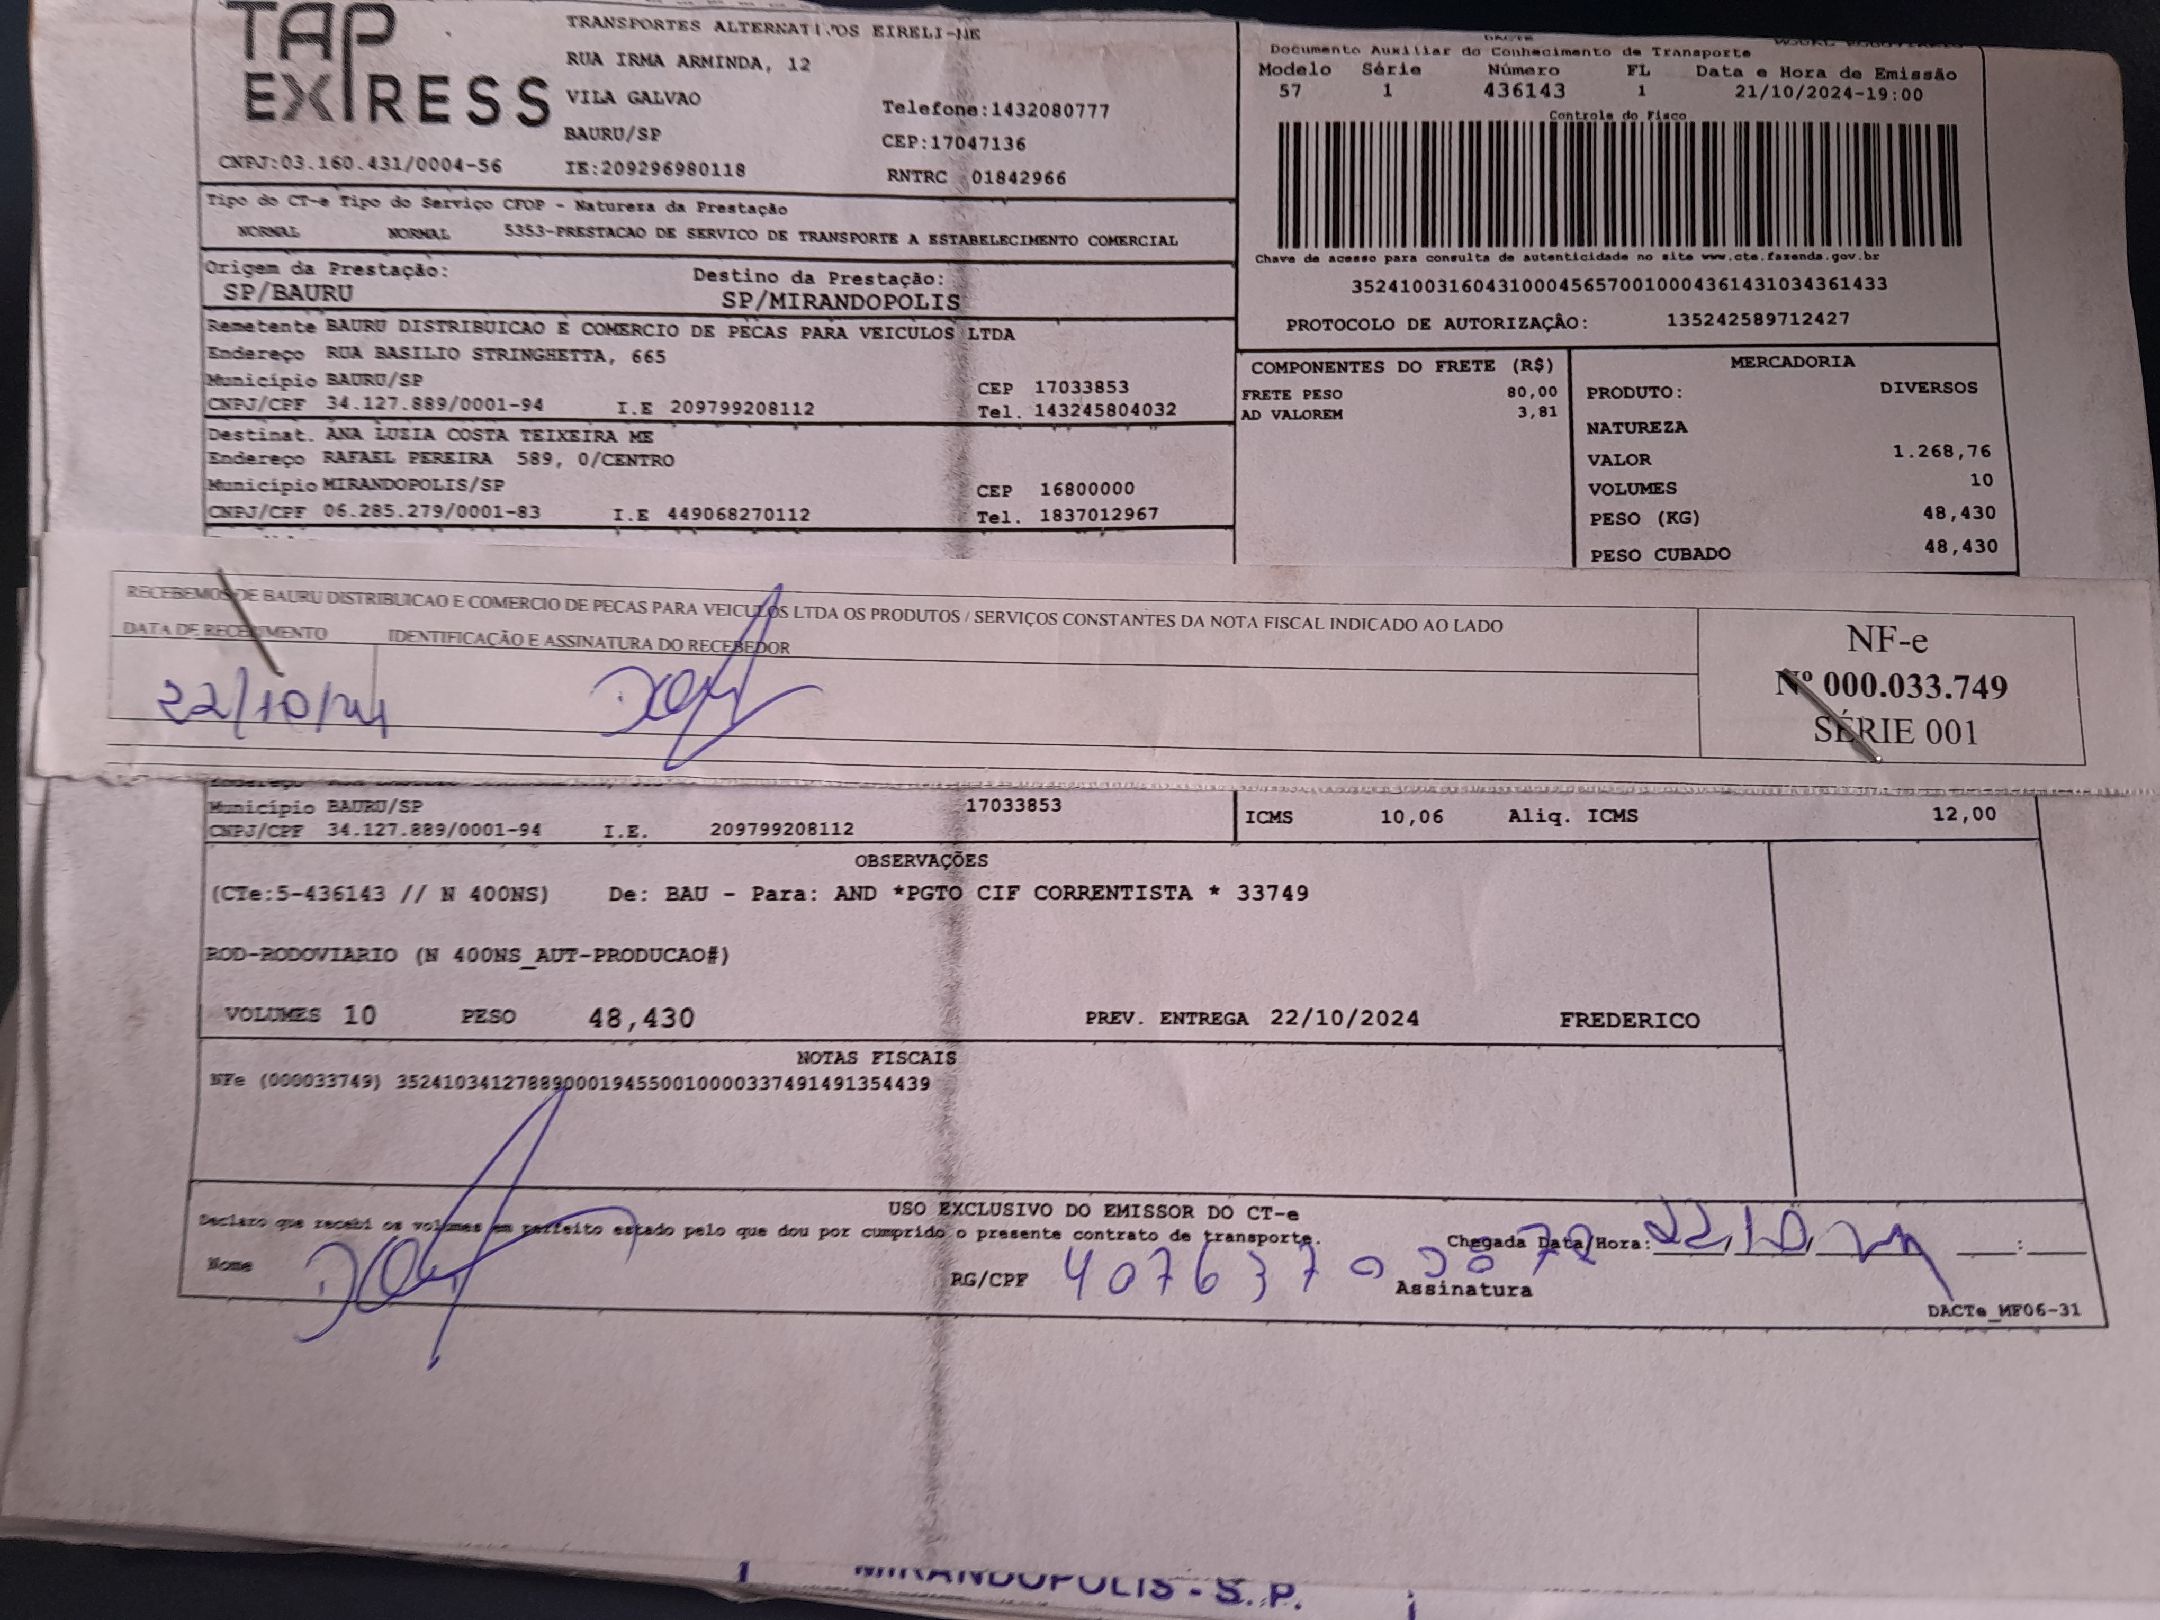 TAP EXPRESS
TRANSPORTES ALTERNATIVOS EIRELI-ME
RUA IRMA ARMINDA, 12
VILA GALVAO
Telefone:1432080777
BAURU/SP
CEP:17047136
CNPJ:03.160.431/0004-56
IE:209296980118
RNTRC 01842966
DACTE
Documento Auxiliar do Conhecimento de Transporte
Modelo Série Número FL Data e Hora de Emissão
57 1 436143 1 21/10/2024-19:00
Controle do Fisco
Chave de acesso para consulta de autenticidade no site www.cte.fazenda.gov.br
35241003160431000456570010004361431034361433
PROTOCOLO DE AUTORIZAÇÃO: 135242589712427
Tipo do CT-e Tipo do Serviço CFOP - Natureza da Prestação
NORMAL NORMAL 5353-PRESTACAO DE SERVICO DE TRANSPORTE A ESTABELECIMENTO COMERCIAL
Origem da Prestação: Destino da Prestação:
SP/BAURU SP/MIRANDOPOLIS
Remetente BAURU DISTRIBUICAO E COMERCIO DE PECAS PARA VEICULOS LTDA
Endereço RUA BASILIO STRINGHETTA, 665
Município BAURU/SP CEP 17033853
CNPJ/CPF 34.127.889/0001-94 I.E 209799208112 Tel. 143245804032
Destinat. ANA LUZIA COSTA TEIXEIRA ME
Endereço RAFAEL PEREIRA 589, 0/CENTRO
Município MIRANDOPOLIS/SP CEP 16800000
CNPJ/CPF 06.285.279/0001-83 I.E 449068270112 Tel. 1837012967
COMPONENTES DO FRETE (R$)
FRETE PESO 80,00
AD VALOREM 3,81
MERCADORIA
PRODUTO: DIVERSOS
NATUREZA
VALOR 1.268,76
VOLUMES 10
PESO (KG) 48,430
PESO CUBADO 48,430
RECEBEMOS DE BAURU DISTRIBUICAO E COMERCIO DE PECAS PARA VEICULOS LTDA OS PRODUTOS / SERVIÇOS CONSTANTES DA NOTA FISCAL INDICADO AO LADO
DATA DE RECEBIMENTO IDENTIFICAÇÃO E ASSINATURA DO RECEBEDOR
22/10/24
NF-e
Nº 000.033.749
SÉRIE 001
Município BAURU/SP 17033853
CNPJ/CPF 34.127.889/0001-94 I.E. 209799208112
ICMS 10,06 Aliq. ICMS 12,00
OBSERVAÇÕES
(CTe:5-436143 // N 400NS) De: BAU - Para: AND *PGTO CIF CORRENTISTA * 33749
ROD-RODOVIARIO (N 400NS_AUT-PRODUCAO#)
VOLUMES 10 PESO 48,430 PREV. ENTREGA 22/10/2024 FREDERICO
NOTAS FISCAIS
NFe (000033749) 35241034127889000194550010000337491491354439
USO EXCLUSIVO DO EMISSOR DO CT-e
Declaro que recebi os volumes em perfeito estado pelo que dou por cumprido o presente contrato de transporte.
Chegada Data/Hora: 22/10/24 :
Nome RG/CPF
Assinatura
DACTe_MF06-31
MIRANDOPOLIS - S. P.